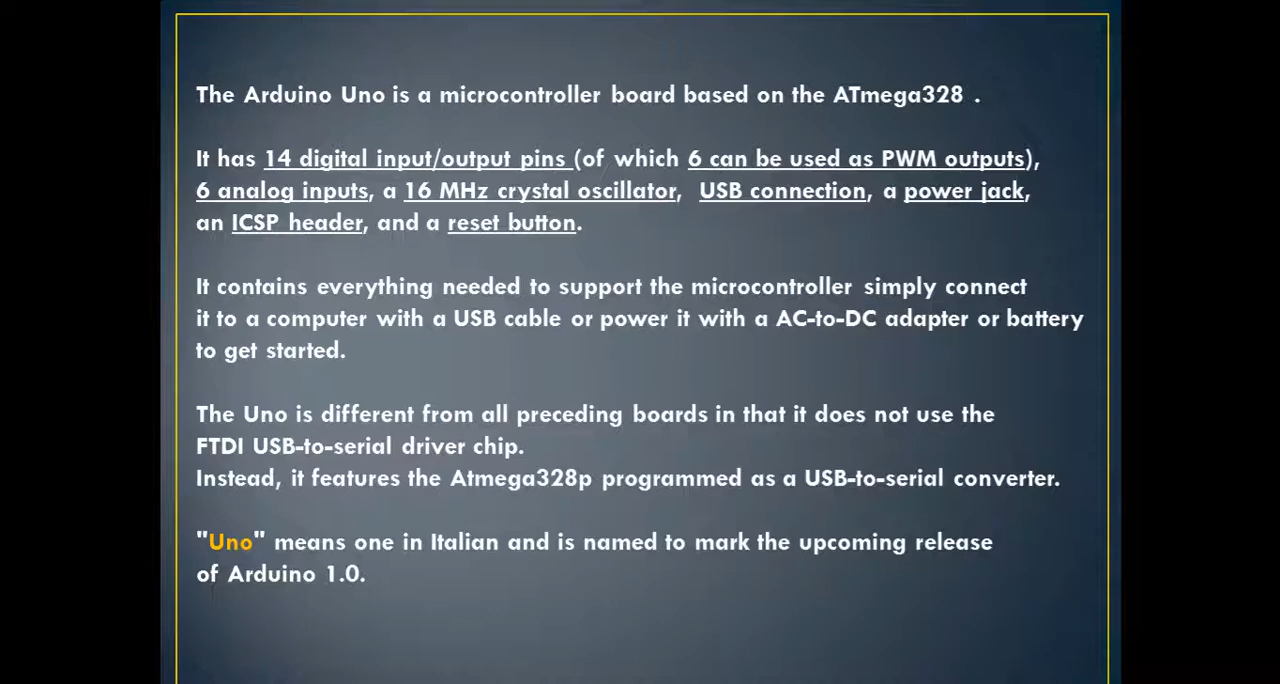 The Arduino Uno is a microcontroller board based on the ATmega328 .
It has 14 digital input/output pins (of which 6 can be used as PWM outputs),
6 analog inputs, a 16 MHz crystal oscillator, USB connection, a power jack,
an ICSP header, and a reset button.
It contains everything needed to support the microcontroller simply connect
it to a computer with a USB cable or power it with a AC-to-DC adapter or battery
to get started.
The Uno is different from all preceding boards in that it does not use the
FTDI USB-to-serial driver chip.
Instead, it features the Atmega328p programmed as a USB-to-serial converter.
"Uno" means one in Italian and is named to mark the upcoming release
of Arduino 1.0.